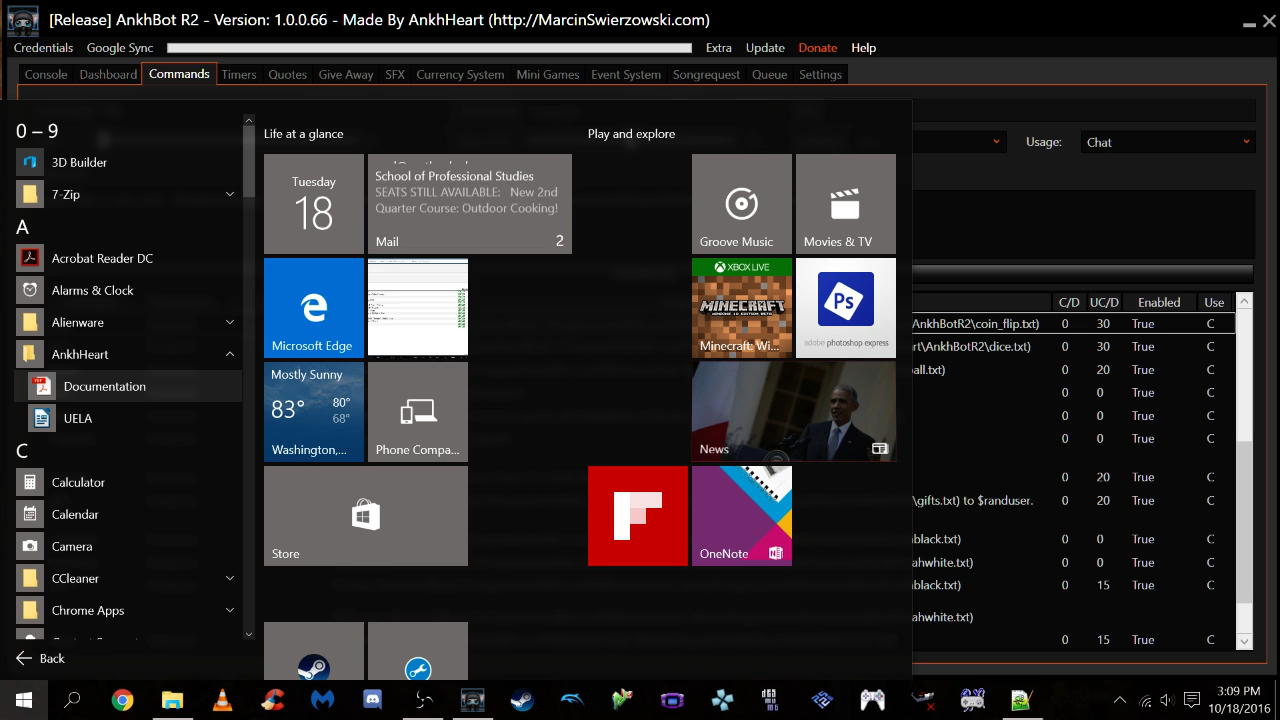 [Release] AnkhBot R2 - Version: 1.0.0.66 - Made By AnkhHeart (http://MarcinSwierzowski.com)
Credentials Google Sync Extra Update Donate Help
Console Dashboard Commands Timers Quotes Give Away SFX Currency System Mini Games Event System Songrequest Queue Settings
0 – 9
3D Builder
7-Zip
A
Acrobat Reader DC
Alarms & Clock
Alienware
AnkhHeart
Documentation
UELA
C
Calculator
Calendar
Camera
CCleaner
Chrome Apps
Back
Life at a glance
Tuesday
18
School of Professional Studies
SEATS STILL AVAILABLE: New 2nd
Quarter Course: Outdoor Cooking!
Mail 2
Microsoft Edge
Mostly Sunny
83° 80°
68°
Washington,...
Phone Compa...
Store
Play and explore
Groove Music
Movies & TV
XBOX LIVE
MINECRAFT
Minecraft: Wi...
Ps
adobe photoshop express
News
OneNote
Usage: Chat
C/D UC/D Enabled Use
AnkhBotR2\coin_flip.txt) 0 30 True C
rt\AnkhBotR2\dice.txt) 0 30 True C
ball.txt) 0 20 True C
0 0 True C
0 0 True C
0 0 True C
0 20 True C
\gifts.txt) to $randuser. 0 20 True C
black.txt) 0 0 True C
hwhite.txt) 0 0 True C
black.txt) 0 15 True C
ahwhite.txt)
0 15 True C
3:09 PM
10/18/2016